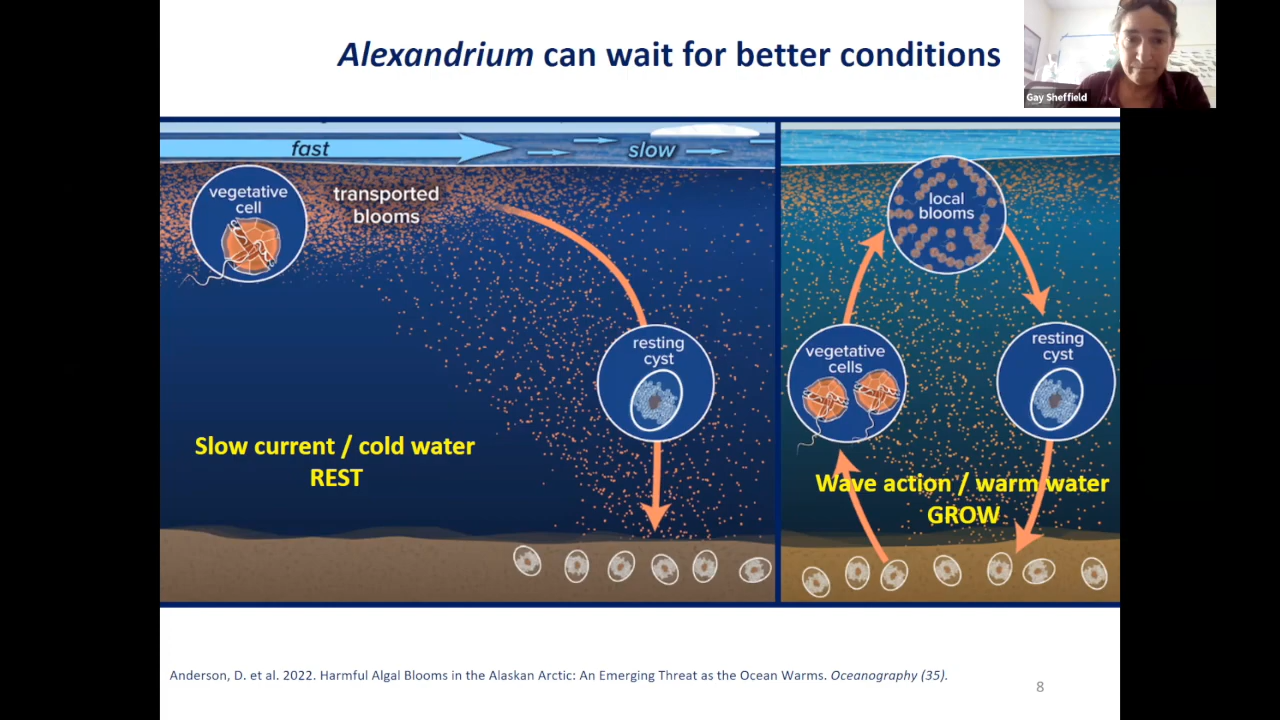 Alexandrium can wait for better conditions
Gay Sheffield
fast
slow
vegetative
cell
transported
blooms
resting
cyst
Slow current / cold water
REST
local
blooms
vegetative
cells
resting
cyst
Wave action / warm water
GROW
Anderson, D. et al. 2022. Harmful Algal Blooms in the Alaskan Arctic: An Emerging Threat as the Ocean Warms. Oceanography (35).
8